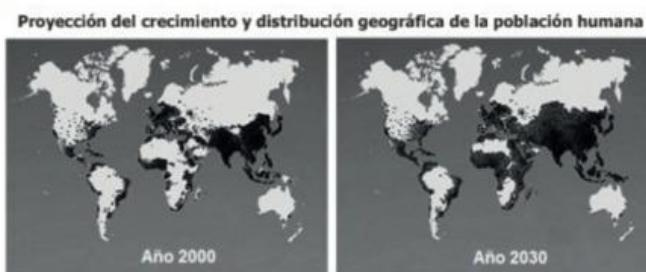 Proyección del crecimiento y distribución geográfica de la población humana
Año 2000
Año 2030